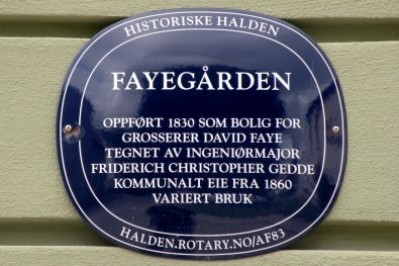 HISTORISKE HALDEN
FAYEGÅRDEN
OPPFØRT 1830 SOM BOLIG FOR
GROSSERER DAVID FAYE
TEGNET AV INGENIØRMAJOR
FRIDERICH CHRISTOPHER GEDDE
KOMMUNALT EIE FRA 1860
VARIERT BRUK
HALDEN.ROTARY.NO/AF83